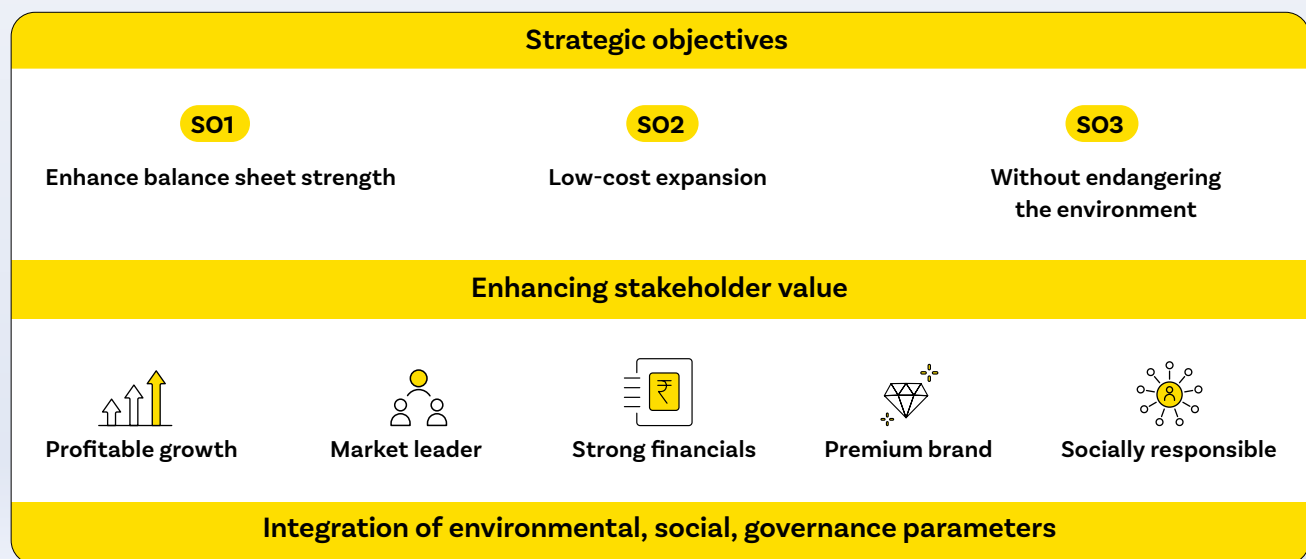 Strategic objectives
SO1
SO2
SO3
Enhance balance sheet strength
Low-cost expansion
Without endangering
the environment
Enhancing stakeholder value
₹
Profitable growth
Market leader
Strong financials
Premium brand
Socially responsible
Integration of environmental, social, governance parameters